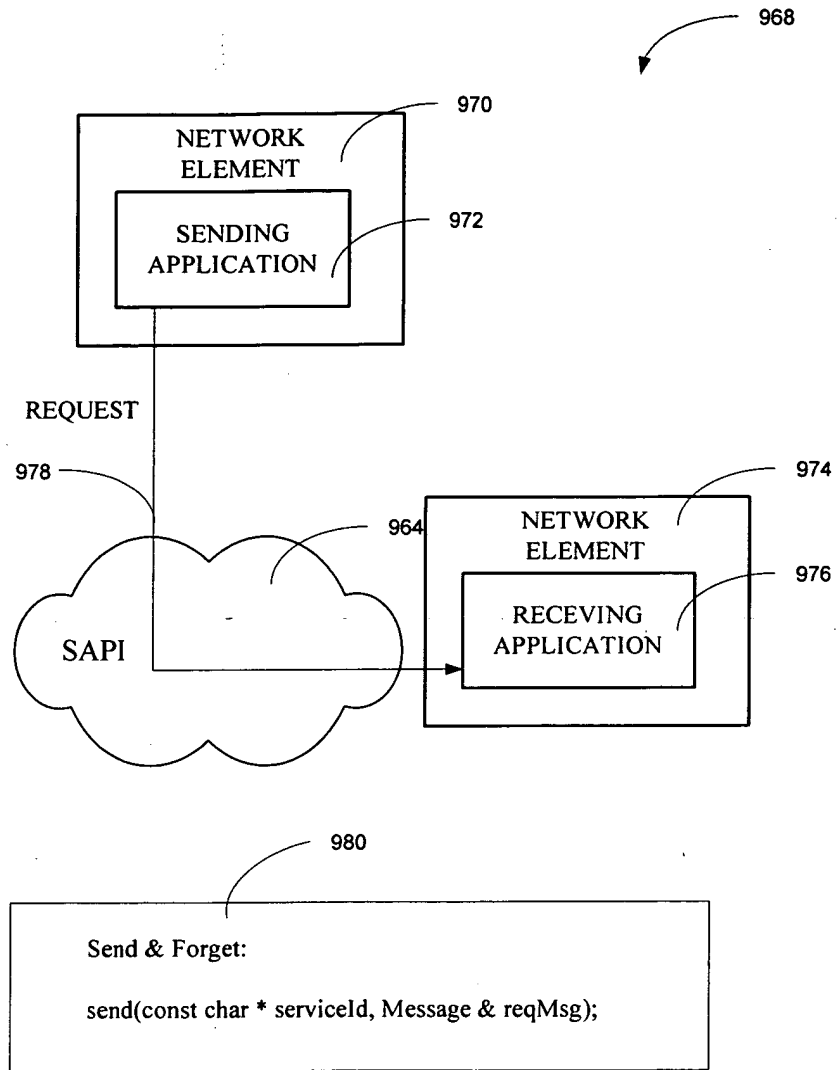 968
970
NETWORK
ELEMENT
972
SENDING
APPLICATION
REQUEST
978
974
964
NETWORK
ELEMENT
976
RECEVING
APPLICATION
SAPI
980
Send & Forget:
send(const char * serviceId, Message & reqMsg);